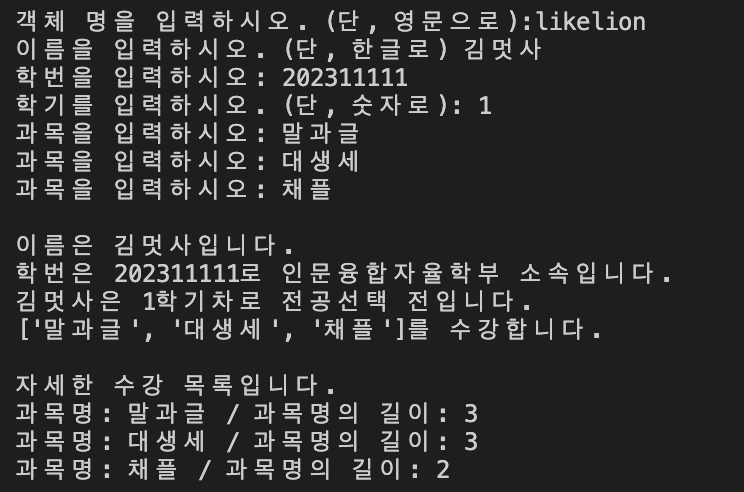 객체 명을 입력하시오. (단, 영문으로):likelion
이름을 입력하시오. (단, 한글로) 김멋사
학번을 입력하시오: 202311111
학기를 입력하시오. (단, 숫자로): 1
과목을 입력하시오: 말과글
과목을 입력하시오: 대생세
과목을 입력하시오: 채플
이름은 김멋사입니다.
학번은 202311111로 인문융합자율학부 소속입니다.
김멋사은 1학기차로 전공선택 전입니다.
['말과글', '대생세', '채플']를 수강합니다.
자세한 수강 목록입니다.
과목명: 말과글 / 과목명의 길이: 3
과목명: 대생세 / 과목명의 길이: 3
과목명: 채플 / 과목명의 길이: 2